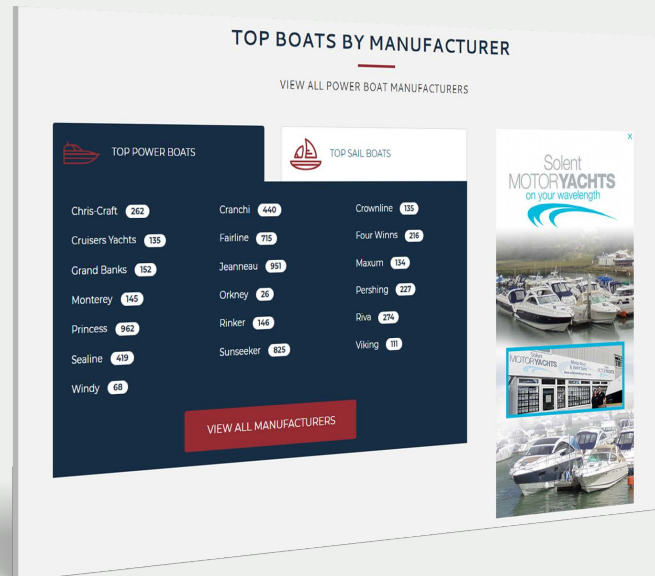 TOP BOATS BY MANUFACTURER
VIEW ALL POWER BOAT MANUFACTURERS
TOP POWER BOATS
TOP SAIL BOATS
Chris-Craft 262
Cruisers Yachts 135
Grand Banks 152
Monterey 145
Princess 962
Sealine 419
Windy 68
Cranchi 440
Fairline 715
Jeanneau 951
Orkney 26
Rinker 146
Sunseeker 825
Crownline 135
Four Winns 216
Maxum 134
Pershing 227
Riva 274
Viking 111
VIEW ALL MANUFACTURERS
X
Solent
MOTORYACHTS
on your wavelength
Solent
MOTORYACHTS